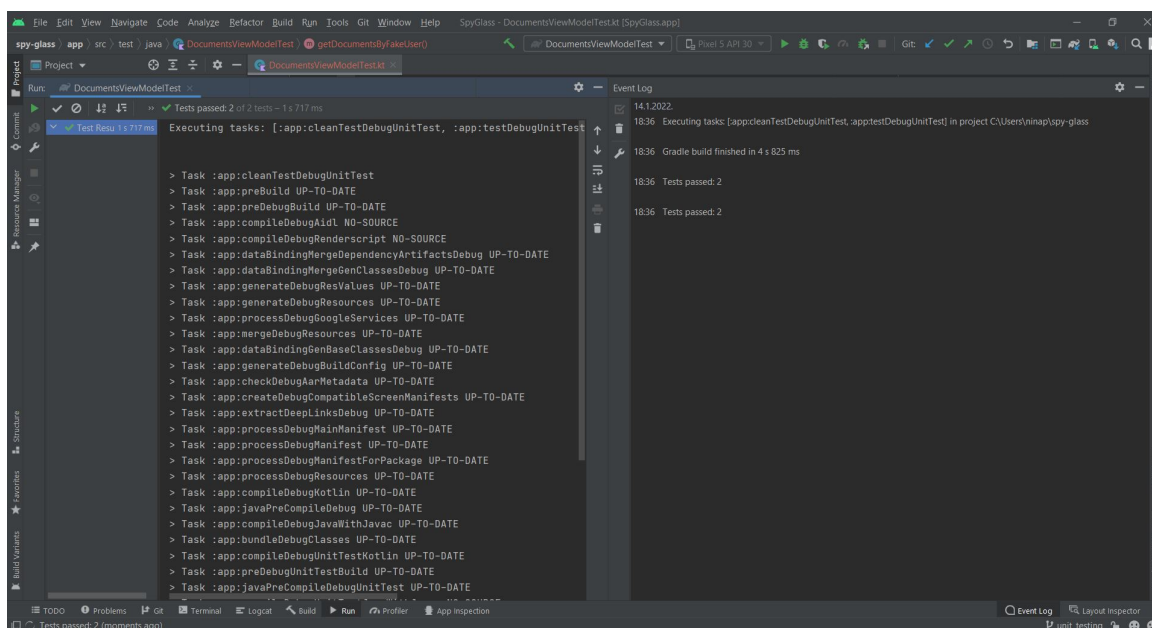 File Edit View Navigate Code Analyze Refactor Build Run Tools Git Window Help SpyGlass - DocumentsViewModelTest.kt [SpyGlass.app]
spy-glass app src test java DocumentsViewModelTest getDocumentsByFakeUser() DocumentsViewModelTest Pixel 5 API 30 Git:
Project
Project DocumentsViewModelTest.kt
Run: DocumentsViewModelTest
Event Log
Tests passed: 2 of 2 tests – 1 s 717 ms
Test Resu 1 s 717 ms
Executing tasks: [:app:cleanTestDebugUnitTest, :app:testDebugUnitTest
> Task :app:cleanTestDebugUnitTest
> Task :app:preBuild UP-TO-DATE
> Task :app:preDebugBuild UP-TO-DATE
> Task :app:compileDebugAidl NO-SOURCE
> Task :app:compileDebugRenderscript NO-SOURCE
> Task :app:dataBindingMergeDependencyArtifactsDebug UP-TO-DATE
> Task :app:dataBindingMergeGenClassesDebug UP-TO-DATE
> Task :app:generateDebugResValues UP-TO-DATE
> Task :app:generateDebugResources UP-TO-DATE
> Task :app:processDebugGoogleServices UP-TO-DATE
> Task :app:mergeDebugResources UP-TO-DATE
> Task :app:dataBindingGenBaseClassesDebug UP-TO-DATE
> Task :app:generateDebugBuildConfig UP-TO-DATE
> Task :app:checkDebugAarMetadata UP-TO-DATE
> Task :app:createDebugCompatibleScreenManifests UP-TO-DATE
> Task :app:extractDeepLinksDebug UP-TO-DATE
> Task :app:processDebugMainManifest UP-TO-DATE
> Task :app:processDebugManifest UP-TO-DATE
> Task :app:processDebugManifestForPackage UP-TO-DATE
> Task :app:processDebugResources UP-TO-DATE
> Task :app:compileDebugKotlin UP-TO-DATE
> Task :app:javaPreCompileDebug UP-TO-DATE
> Task :app:compileDebugJavaWithJavac UP-TO-DATE
> Task :app:bundleDebugClasses UP-TO-DATE
> Task :app:compileDebugUnitTestKotlin UP-TO-DATE
> Task :app:preDebugUnitTestBuild UP-TO-DATE
> Task :app:javaPreCompileDebugUnitTest UP-TO-DATE
14.1.2022.
18:36 Executing tasks: [:app:cleanTestDebugUnitTest, :app:testDebugUnitTest] in project C:\Users\ninap\spy-glass
18:36 Gradle build finished in 4 s 825 ms
18:36 Tests passed: 2
18:36 Tests passed: 2
Commit
Resource Manager
Structure
Favorites
Build Variants
TODO Problems Git Terminal Logcat Build Run Profiler App Inspection Event Log Layout Inspector
Tests passed: 2 (moments ago) unit_testing